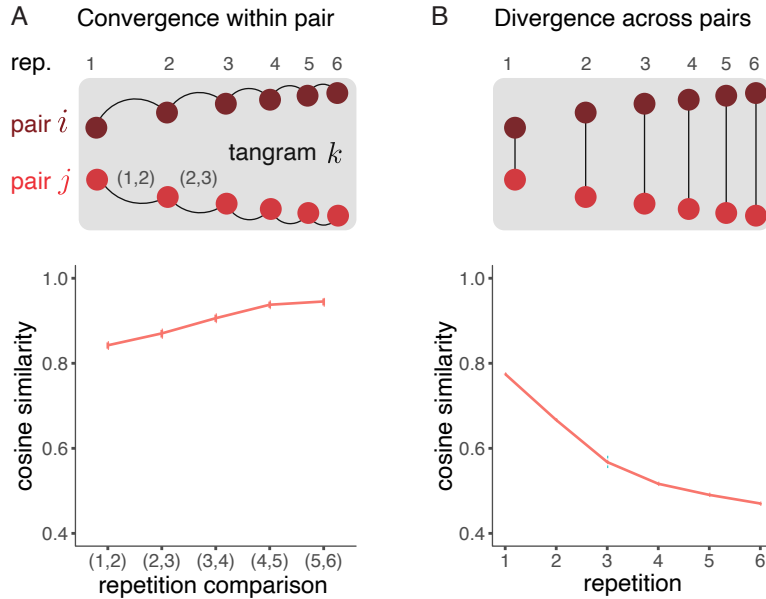 A Convergence within pair
rep. 1 2 3 4 5 6
pair i
tangram k
pair j (1,2) (2,3)
1.0
0.8
0.6
0.4
cosine similarity
(1,2) (2,3) (3,4) (4,5) (5,6)
repetition comparison
B Divergence across pairs
1 2 3 4 5 6
1.0
0.8
0.6
0.4
cosine similarity
1 2 3 4 5 6
repetition